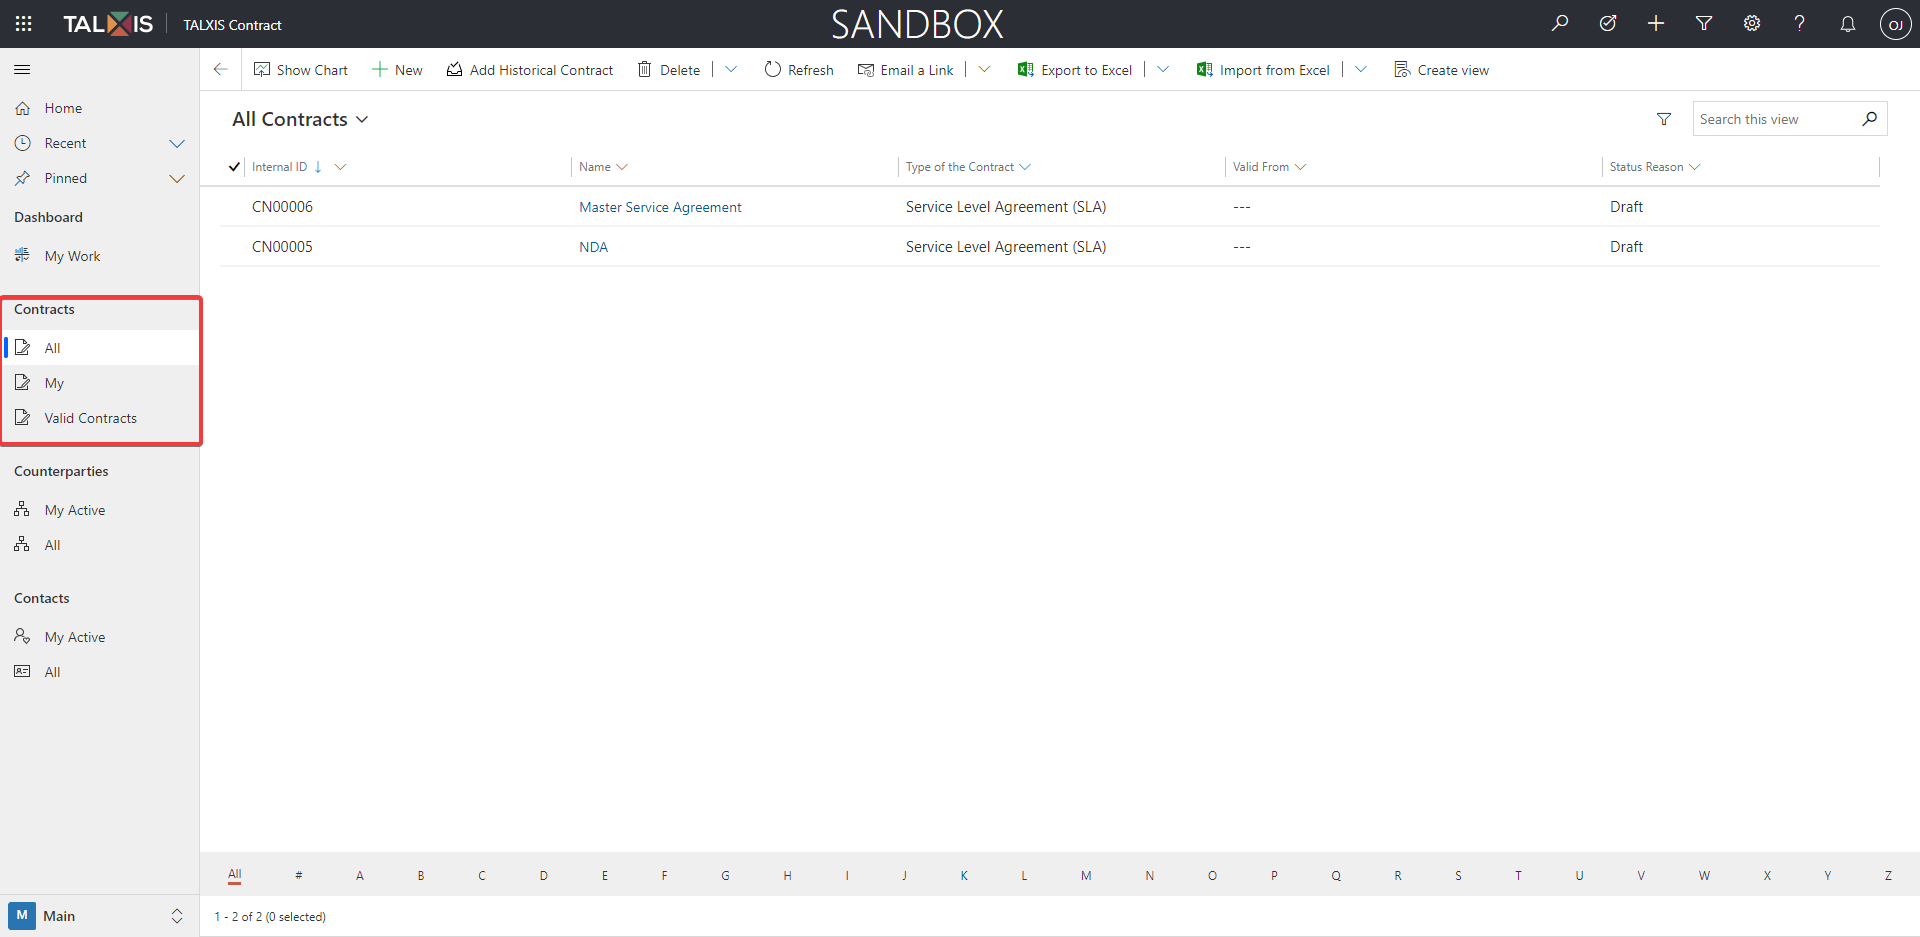 TALXIS TALXIS Contract SANDBOX ? OJ
Show Chart New Add Historical Contract Delete Refresh Email a Link Export to Excel Import from Excel Create view
Home
Recent
Pinned
Dashboard
My Work
Contracts
All
My
Valid Contracts
Counterparties
My Active
All
Contacts
My Active
All
M Main
All Contracts Search this view
Internal ID Name Type of the Contract Valid From Status Reason
CN00006 Master Service Agreement Service Level Agreement (SLA) --- Draft
CN00005 NDA Service Level Agreement (SLA) --- Draft
All # A B C D E F G H I J K L M N O P Q R S T U V W X Y Z
1 - 2 of 2 (0 selected)